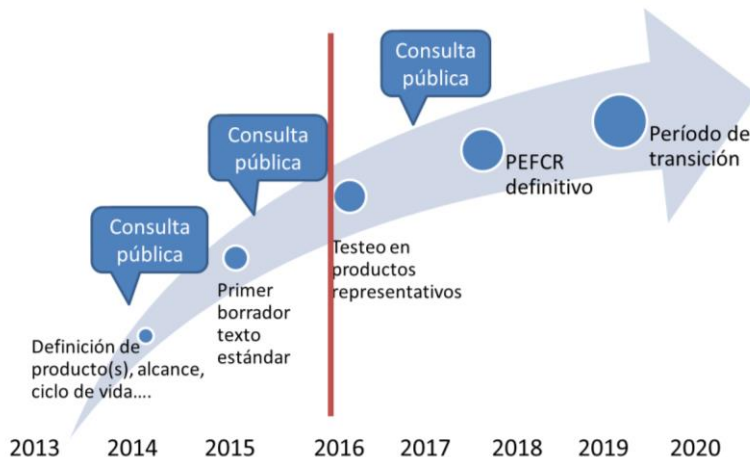 Consulta
pública
Consulta
pública
Consulta
pública
Período de
transición
PEFCR
definitivo
Testeo en
productos
representativos
Primer
borrador
texto
estándar
Definición de
producto(s), alcance,
ciclo de vida....
2013 2014 2015 2016 2017 2018 2019 2020